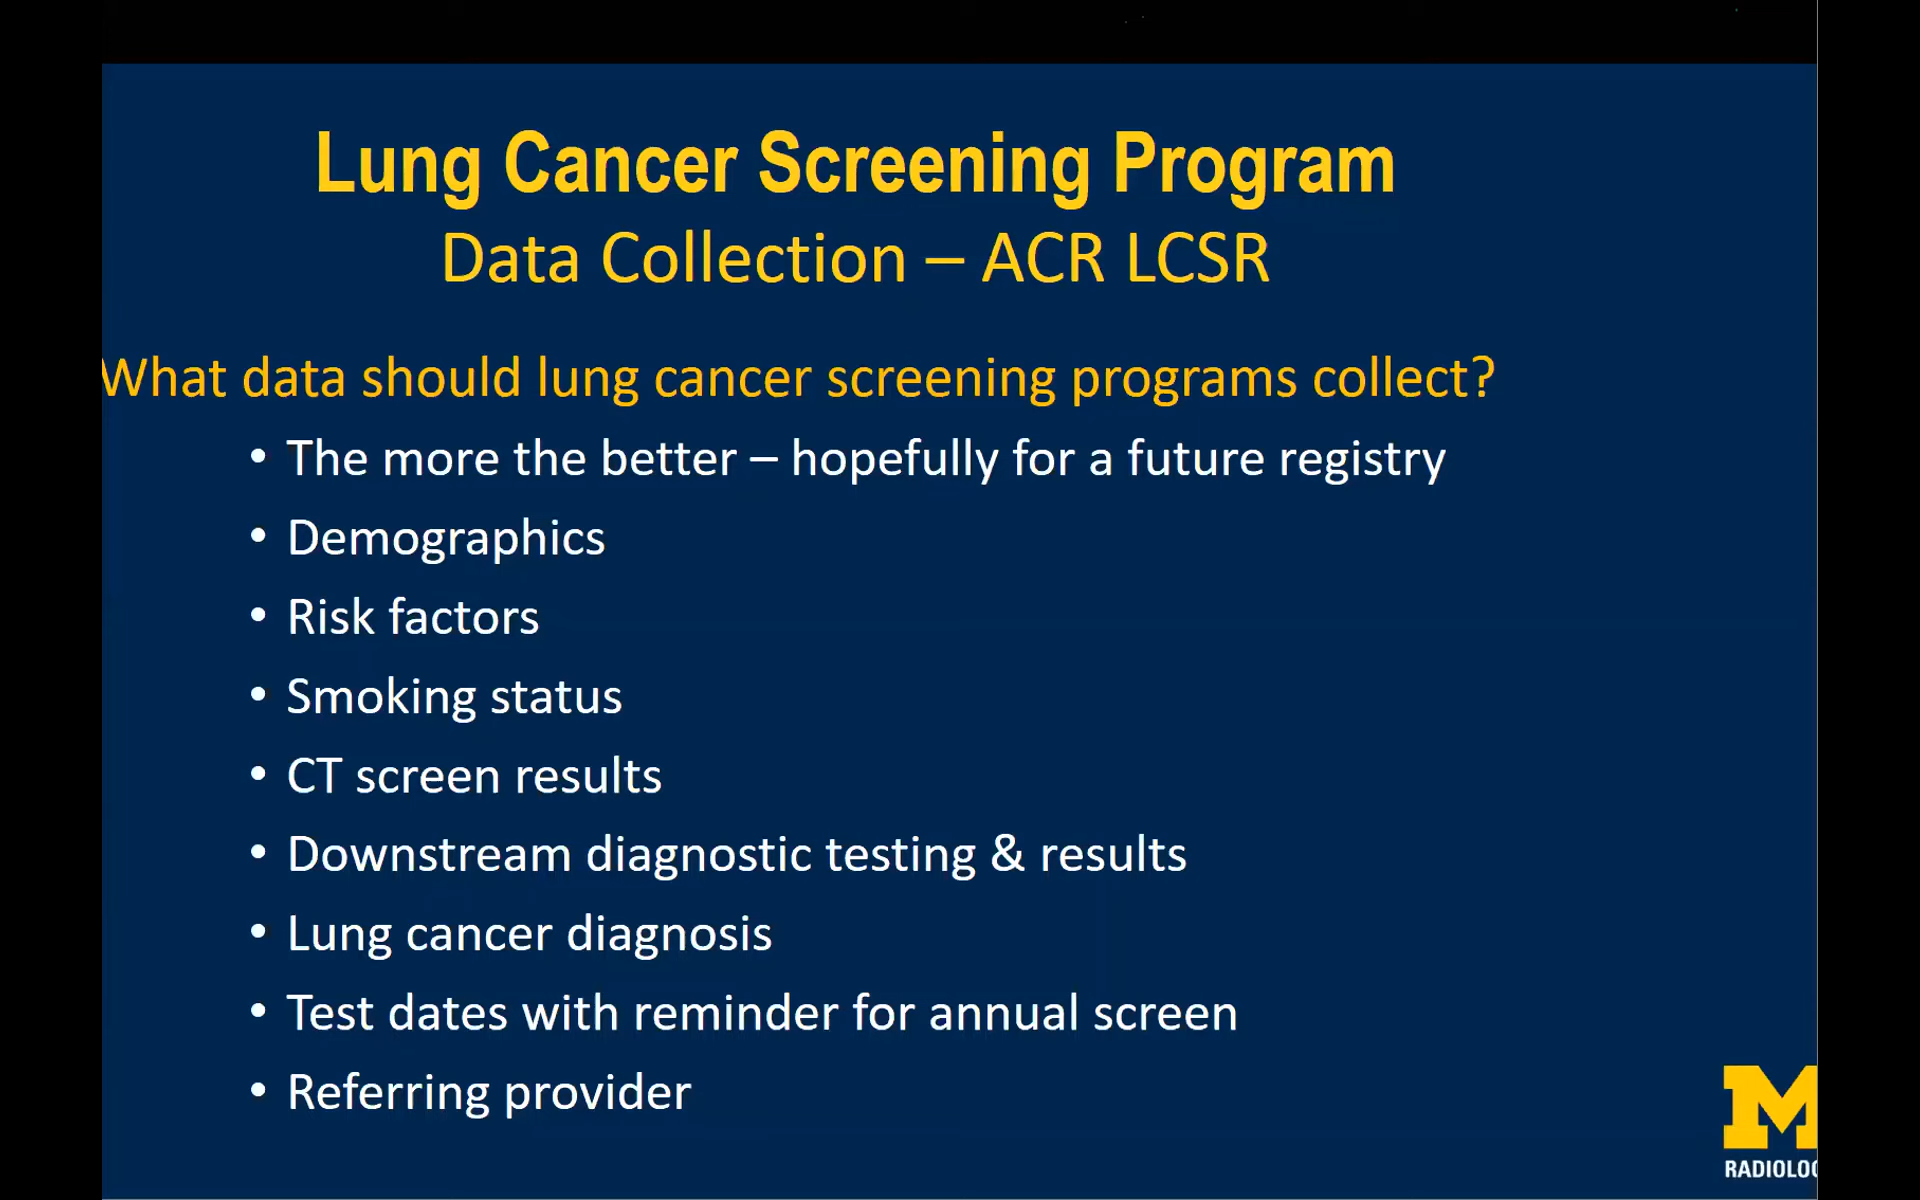 Lung Cancer Screening Program
Data Collection – ACR LCSR
What data should lung cancer screening programs collect?
• The more the better – hopefully for a future registry
• Demographics
• Risk factors
• Smoking status
• CT screen results
• Downstream diagnostic testing & results
• Lung cancer diagnosis
• Test dates with reminder for annual screen
• Referring provider
M
RADIOLO